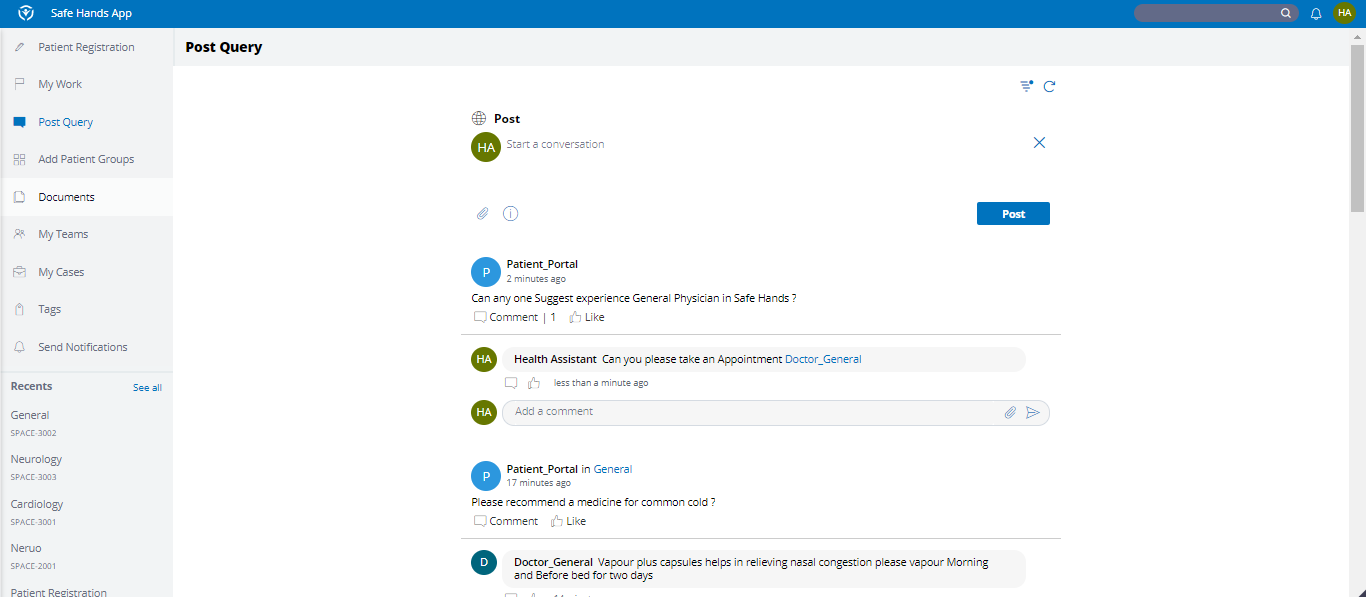 Safe Hands App
HA
Patient Registration
My Work
Post Query
Add Patient Groups
Documents
My Teams
My Cases
Tags
Send Notifications
Recents See all
General
SPACE-3002
Neurology
SPACE-3003
Cardiology
SPACE-3001
Neruo
SPACE-2001
Patient Registration
Post Query
Post
HA Start a conversation
Post
P Patient_Portal
2 minutes ago
Can any one Suggest experience General Physician in Safe Hands ?
Comment | 1 Like
HA Health Assistant Can you please take an Appointment Doctor_General
less than a minute ago
HA Add a comment
P Patient_Portal in General
17 minutes ago
Please recommend a medicine for common cold ?
Comment Like
D Doctor_General Vapour plus capsules helps in relieving nasal congestion please vapour Morning
and Before bed for two days